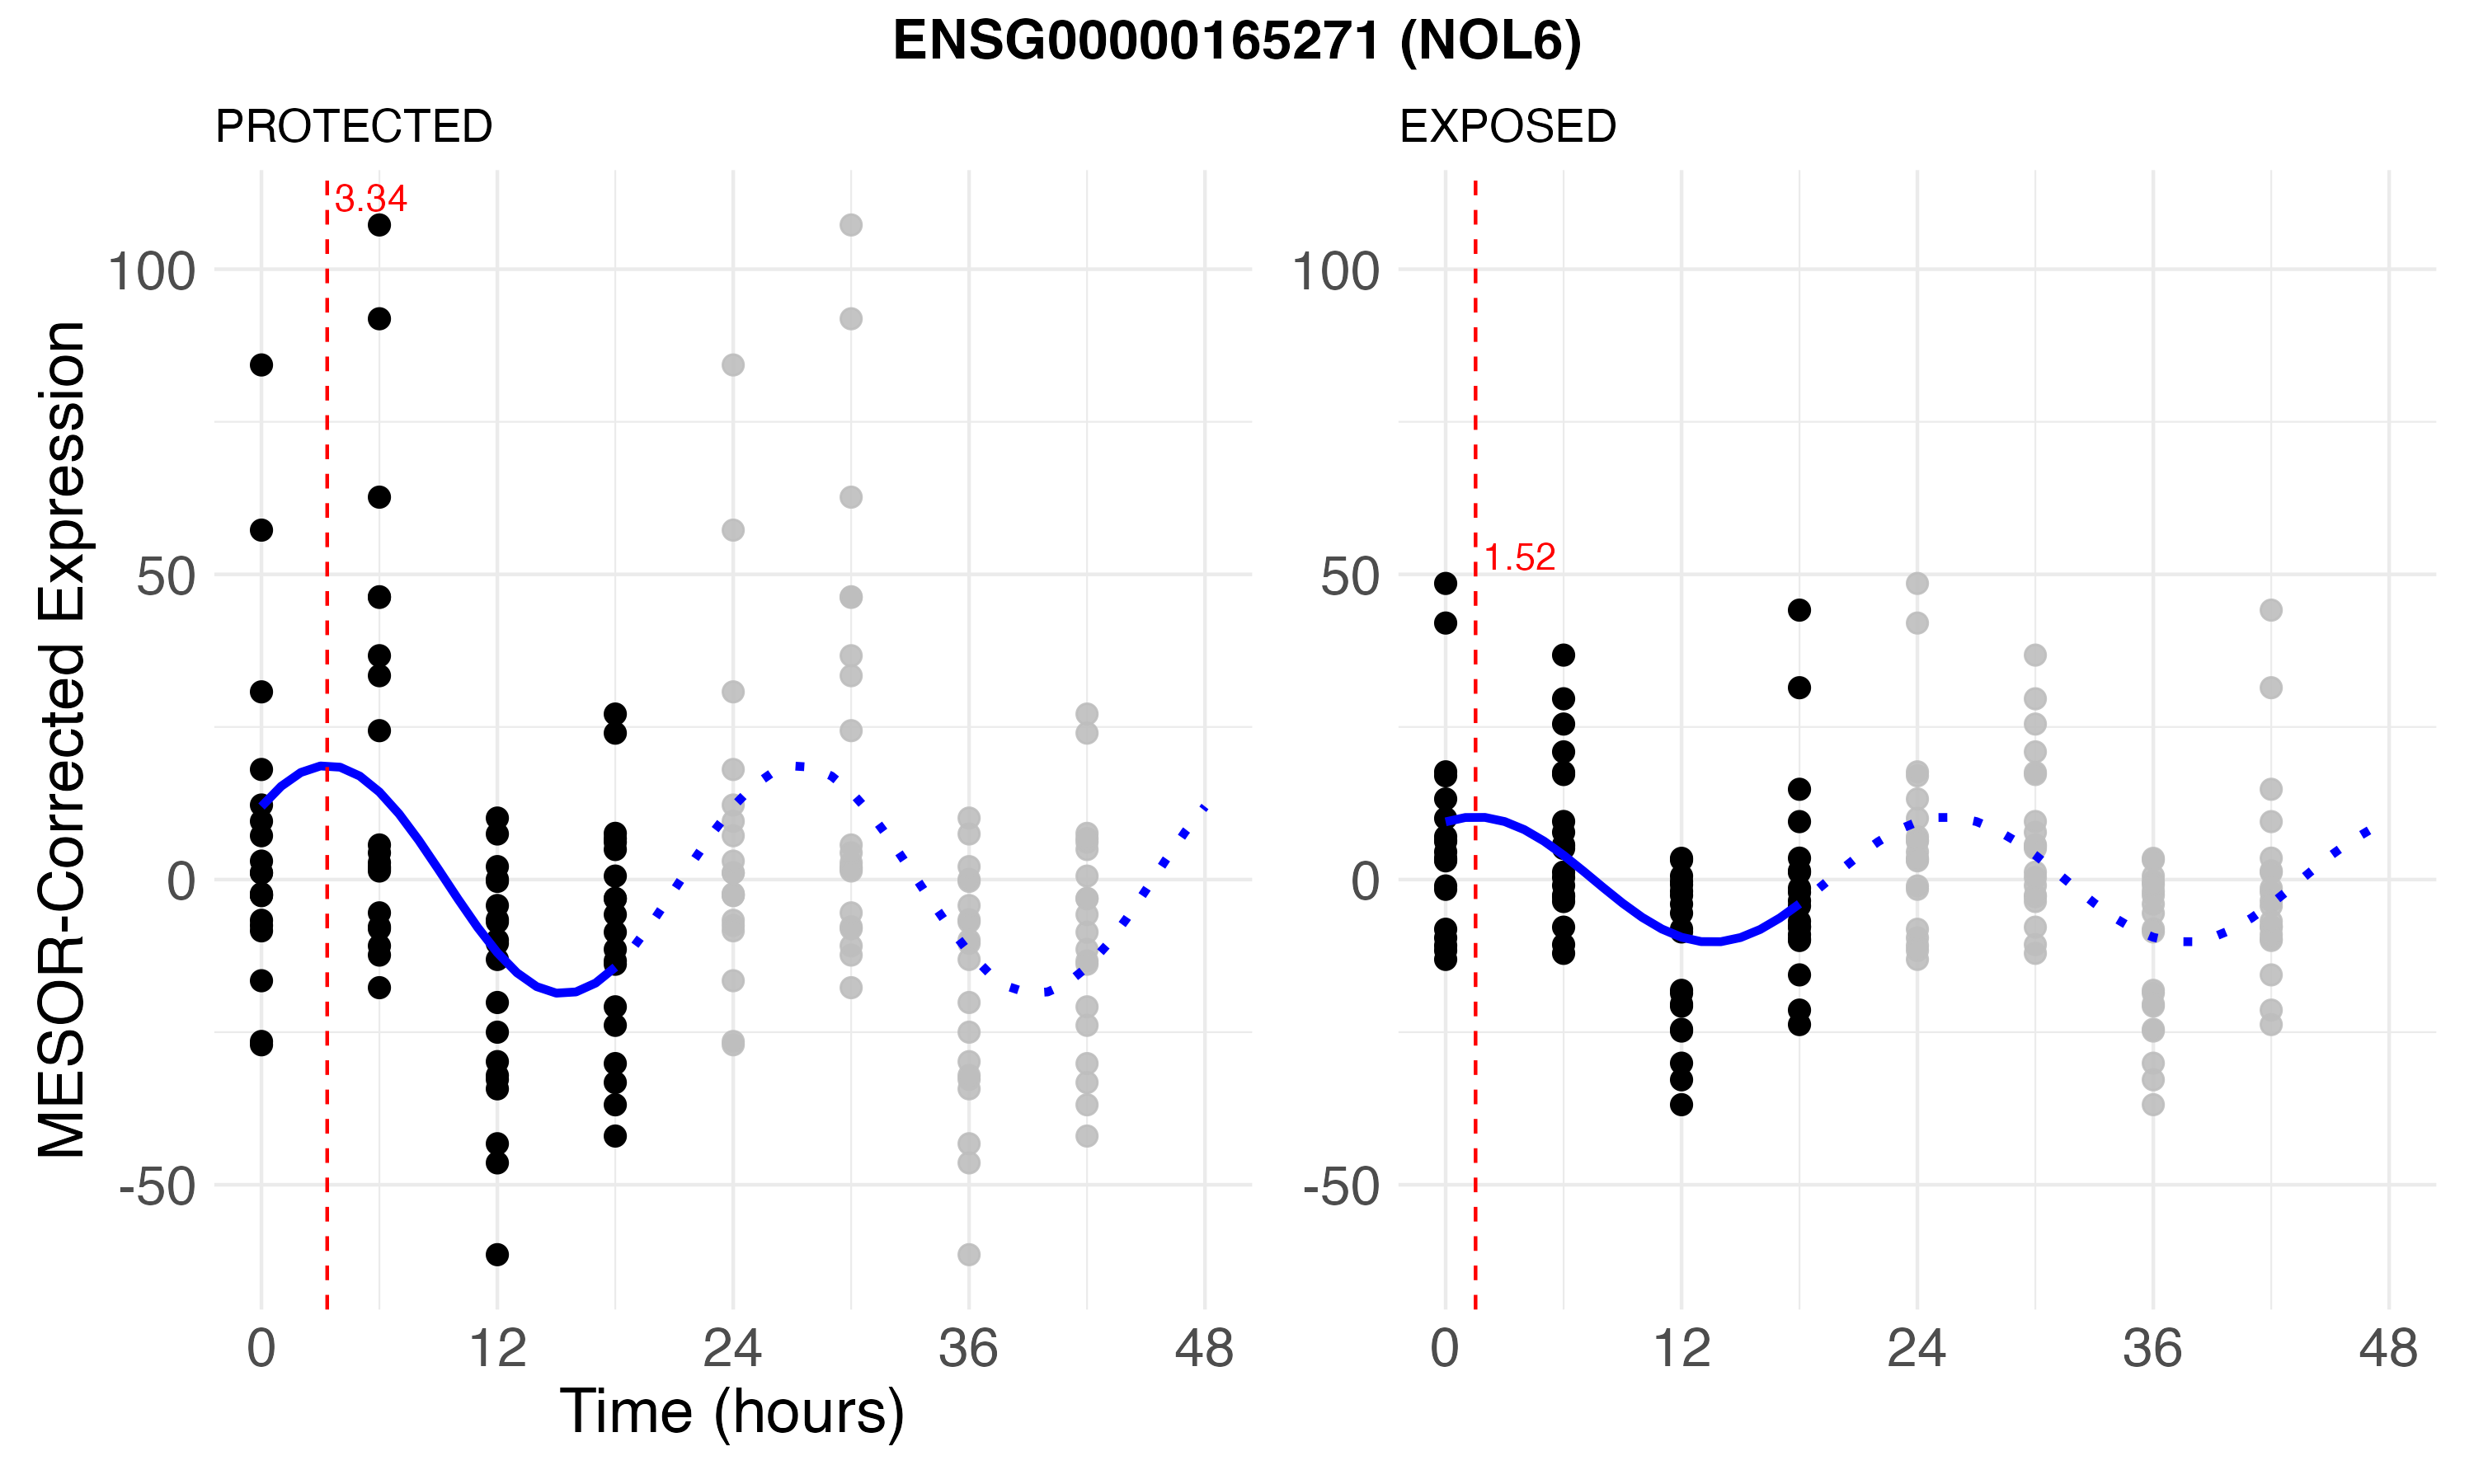 ENSG00000165271 (NOL6)
PROTECTED
EXPOSED
MESOR-Corrected Expression
3.34
100
50
0
-50
0 12 24 36 48
Time (hours)
1.52
100
50
0
-50
0 12 24 36 48